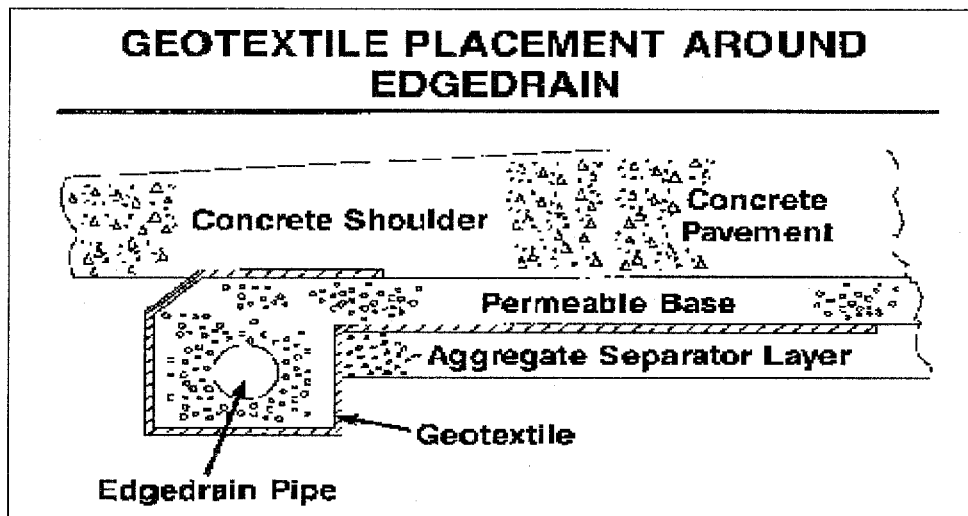 GEOTEXTILE PLACEMENT AROUND
EDGEDRAIN
Concrete Shoulder
Concrete
Pavement
Permeable Base
Aggregate Separator Layer
Geotextile
Edgedrain Pipe